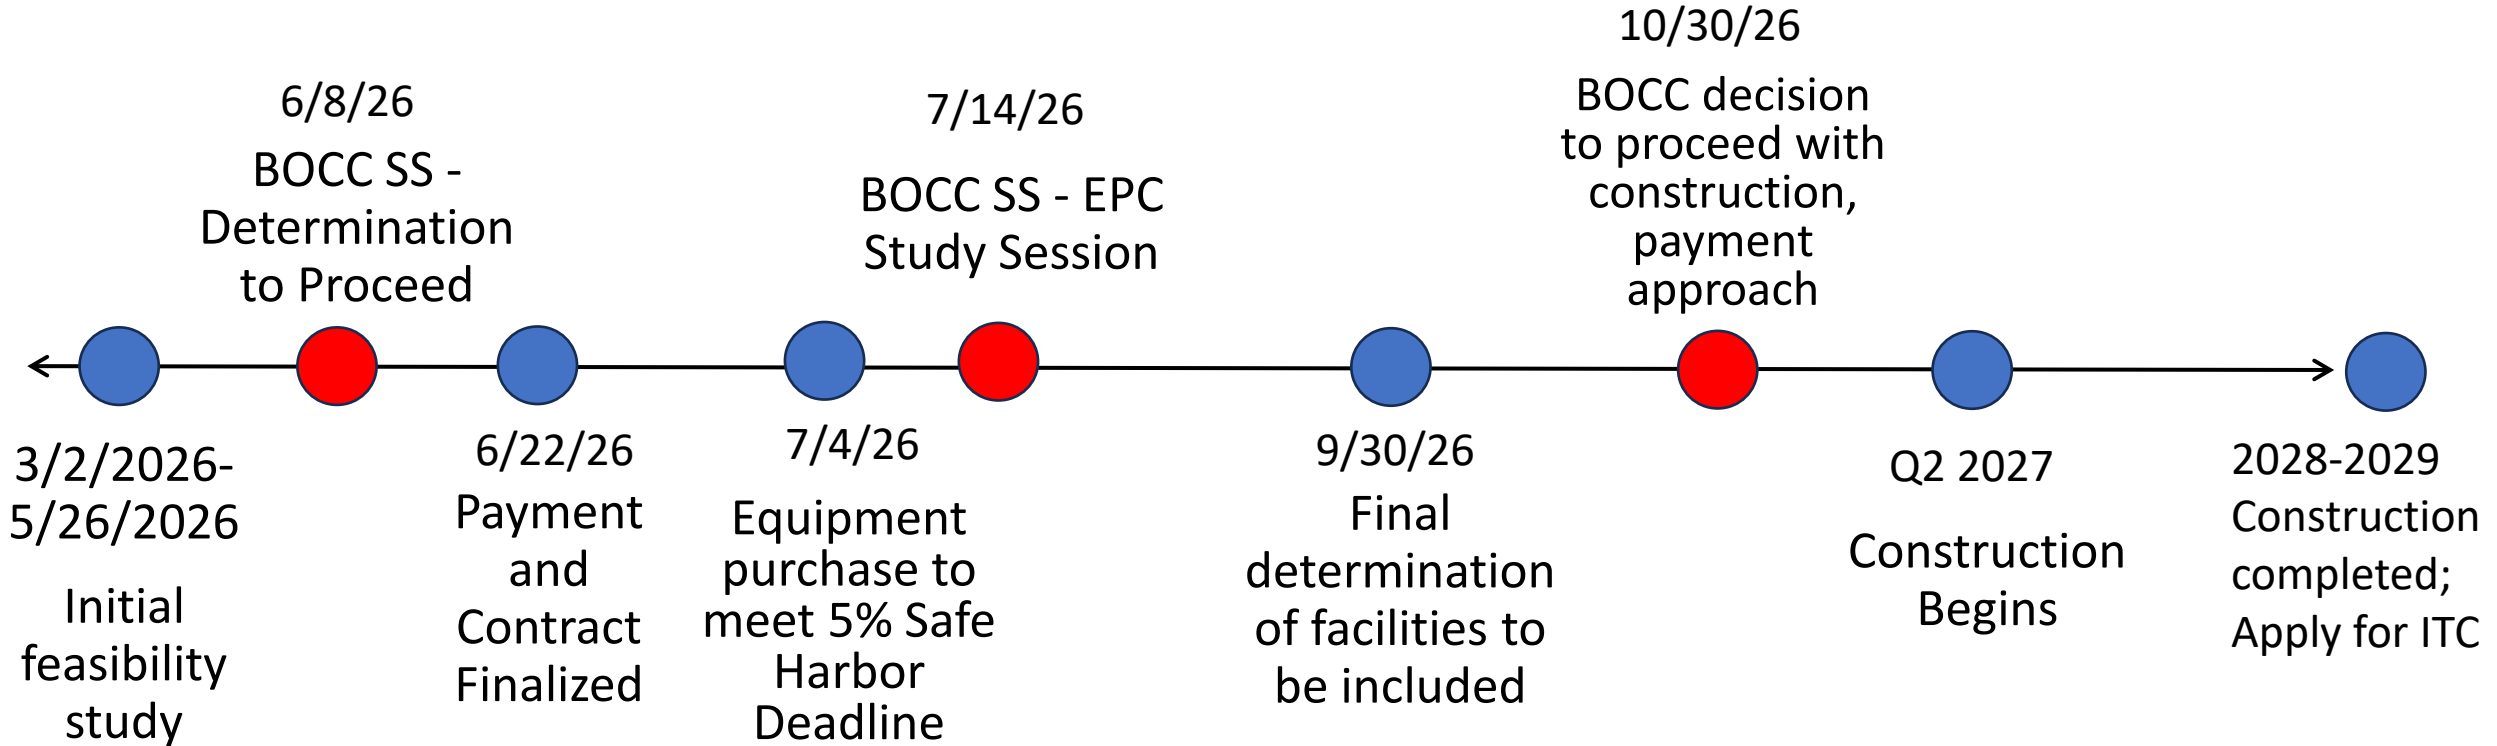 3/2/2026-
5/26/2026
Initial
feasibility
study
6/8/26
BOCC SS -
Determination
to Proceed
6/22/26
Payment
and
Contract
Finalized
7/4/26
Equipment
purchase to
meet 5% Safe
Harbor
Deadline
7/14/26
BOCC SS - EPC
Study Session
9/30/26
Final
determination
of facilities to
be included
10/30/26
BOCC decision
to proceed with
construction,
payment
approach
Q2 2027
Construction
Begins
2028-2029
Construction
completed;
Apply for ITC